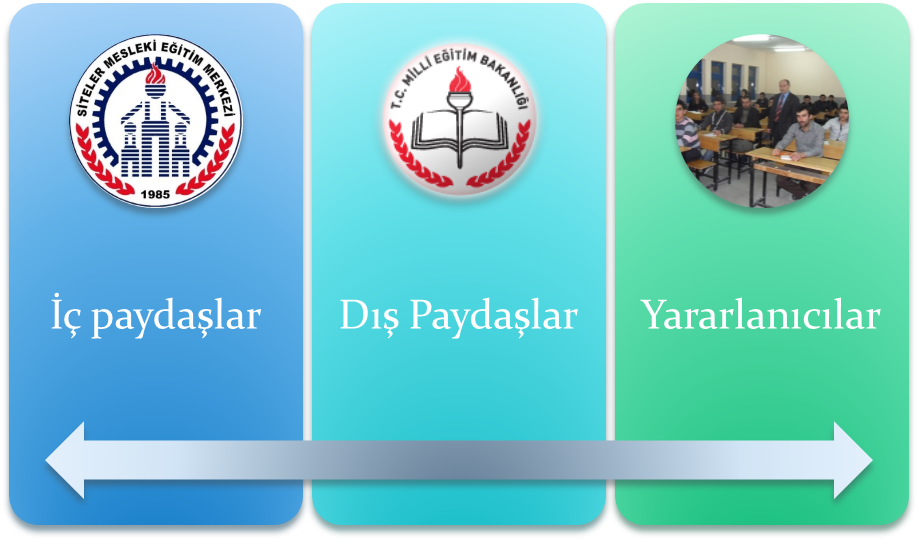 SİTELER MESLEKİ EĞİTİM MERKEZİ
1985
T.C. MİLLİ EĞİTİM BAKANLIĞI
İç paydaşlar
Dış Paydaşlar
Yararlanıcılar